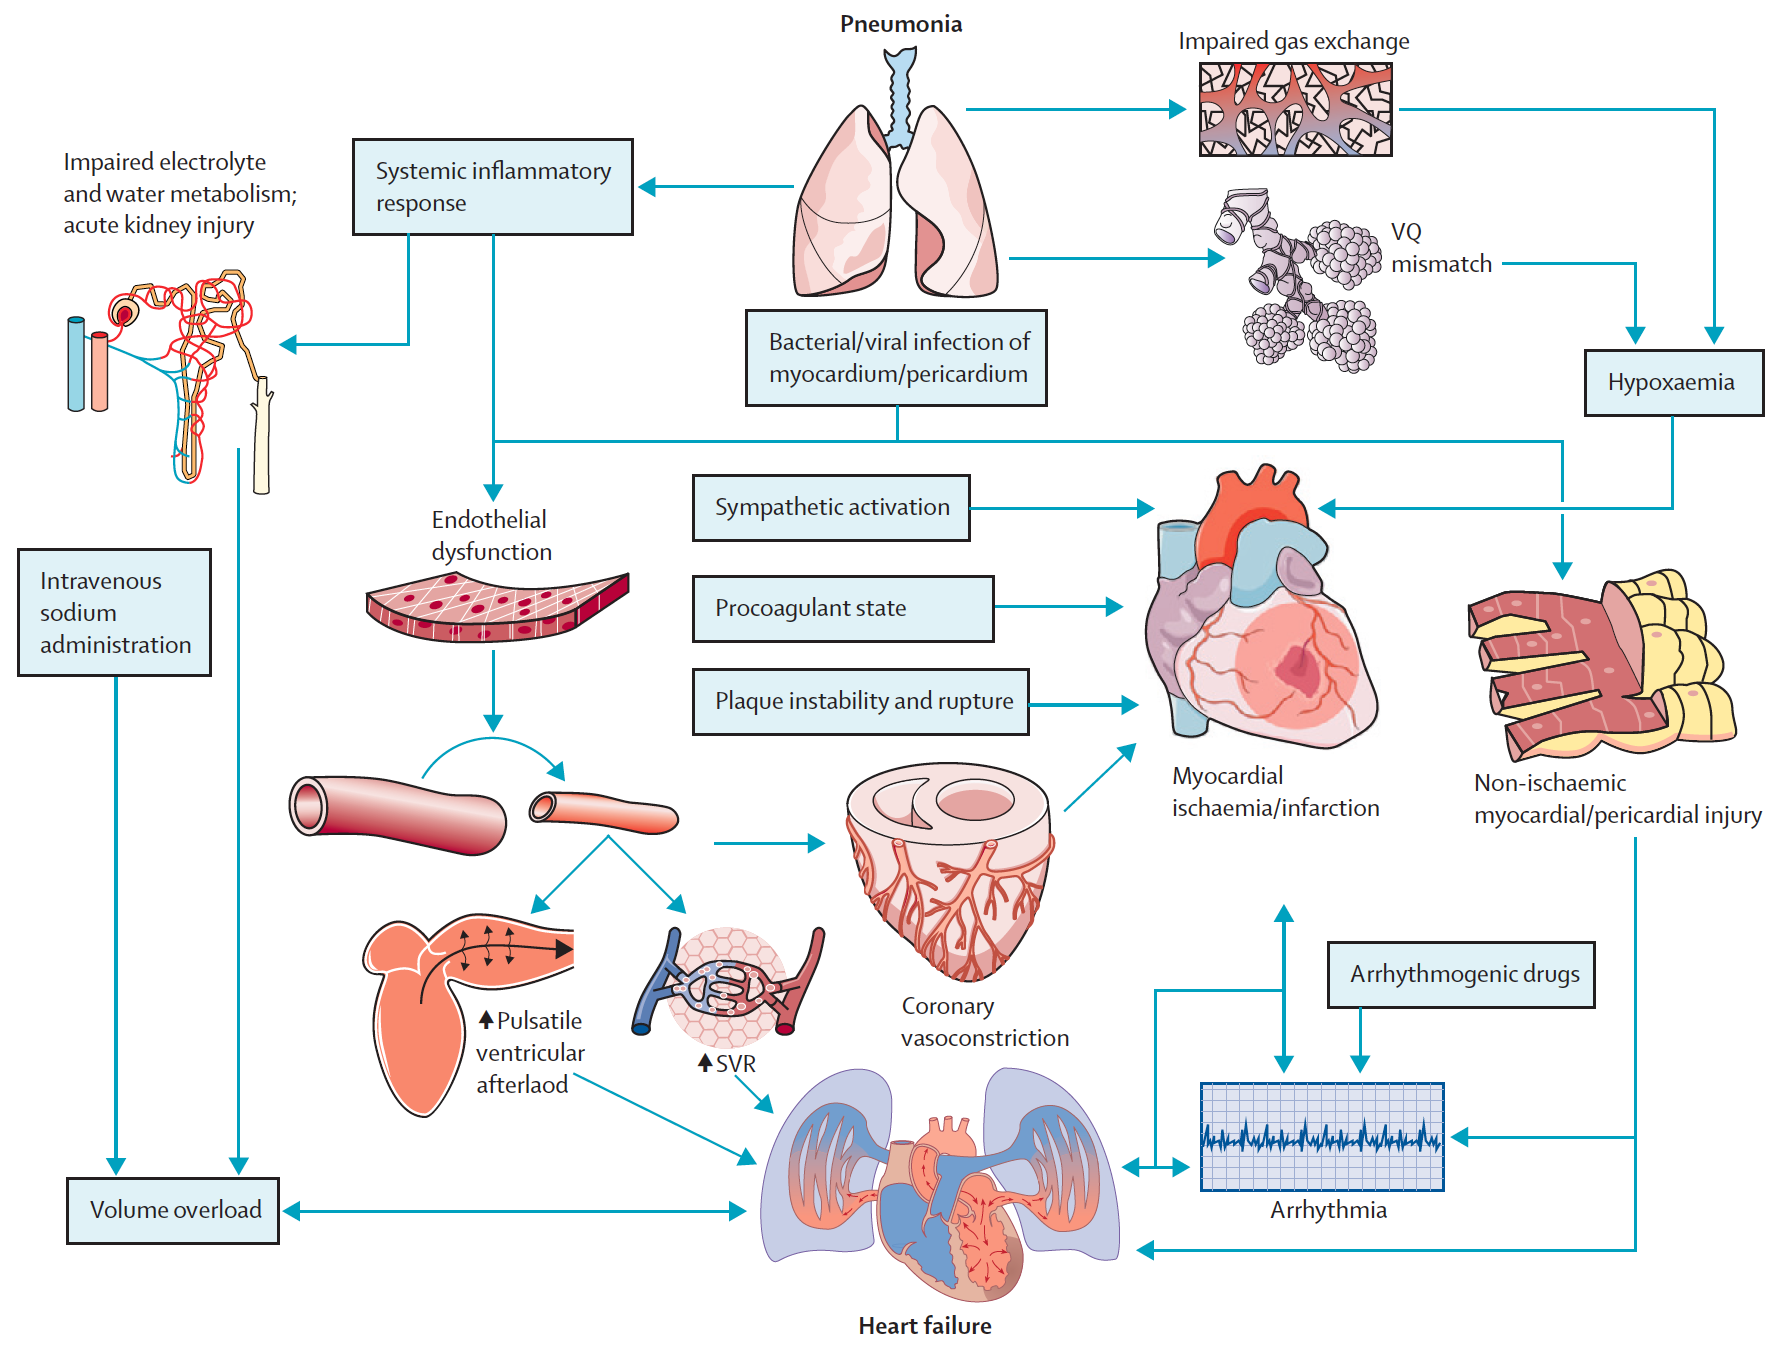 Pneumonia
Impaired gas exchange
Impaired electrolyte
and water metabolism;
acute kidney injury
Systemic inflammatory
response
VQ
mismatch
Bacterial/viral infection of
myocardium/pericardium
Hypoxaemia
Sympathetic activation
Endothelial
dysfunction
Intravenous
sodium
administration
Procoagulant state
Plaque instability and rupture
Myocardial
ischaemia/infarction
Non-ischaemic
myocardial/pericardial injury
Arrhythmogenic drugs
Coronary
vasoconstriction
Pulsatile
ventricular
afterlaod
SVR
Volume overload
Arrhythmia
Heart failure